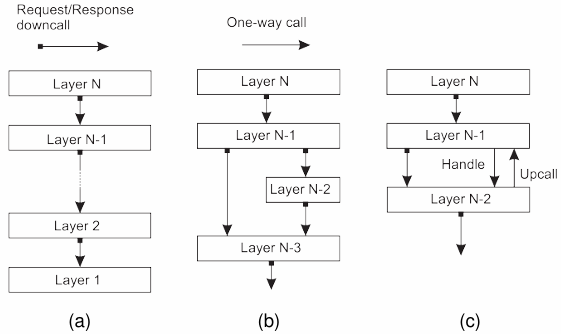 Request/Response
downcall
One-way call
Layer N
Layer N
Layer N
Layer N-1
Layer N-1
Layer N-1
Handle
Upcall
Layer N-2
Layer N-2
Layer 2
Layer N-3
Layer 1
(a)
(b)
(c)